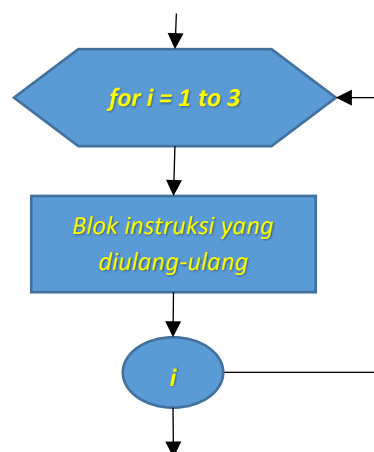 for i = 1 to 3
Blok instruksi yang
diulang-ulang
i